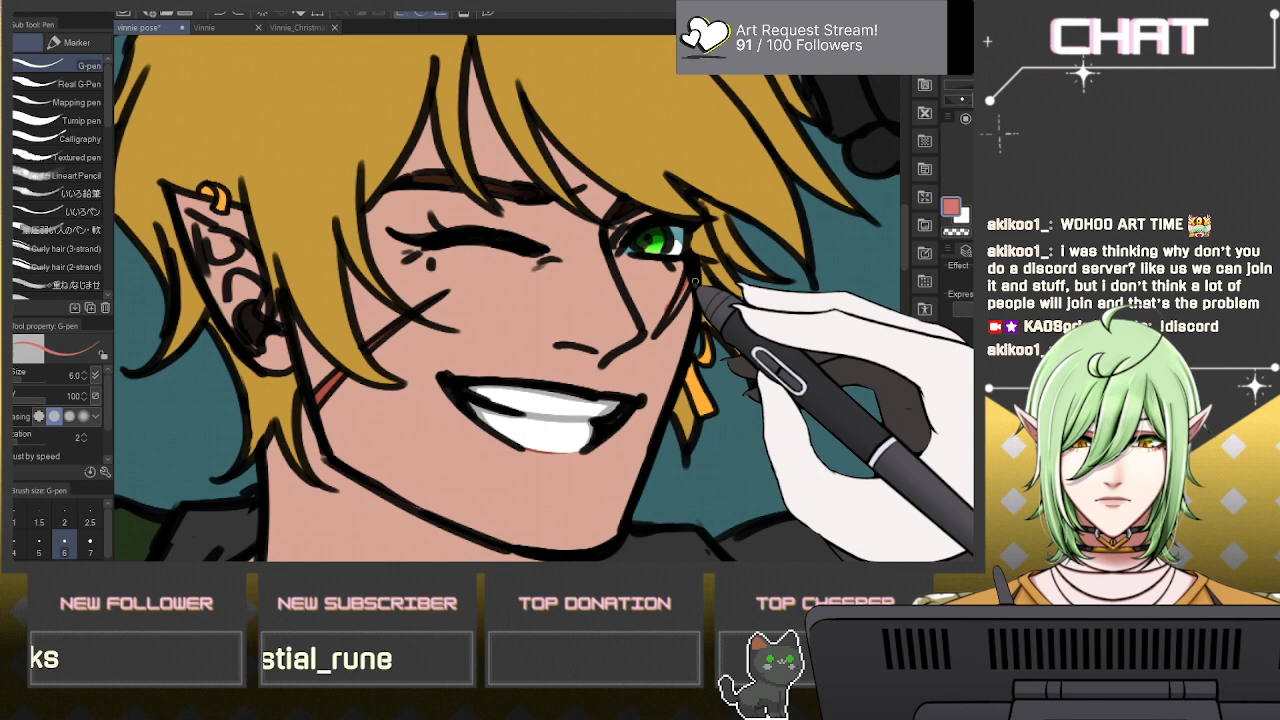 Sub Tool Pen
vinnie pose*
Vinnie
Vinnie_Christma
Art Request Stream!
91 / 100 Followers
CHAT
Marker
G-pen
Real G-Pen
Mapping pen
Turnip pen
Calligraphy
Textured pen
Lineart Pencil
いろ鉛筆
いろペン
Curly hair (3-strand)
Curly hair (2-strand)
Tool property: G-pen
Size 6.0
100
2
ust by speed
Brush size: G-pen
1 1.5 2 2.5
4 5 6 7
Effect
Expres
akikoo1_: WOHOO ART TIME
akikoo1_: i was thinking why don't you
do a discord server? like us we can join
it and stuff, but i don't think a lot of
people will join and that's the problem
!discord
akikoo1_
NEW FOLLOWER
NEW SUBSCRIBER
TOP DONATION
TOP CHEERER
ks
stial_rune